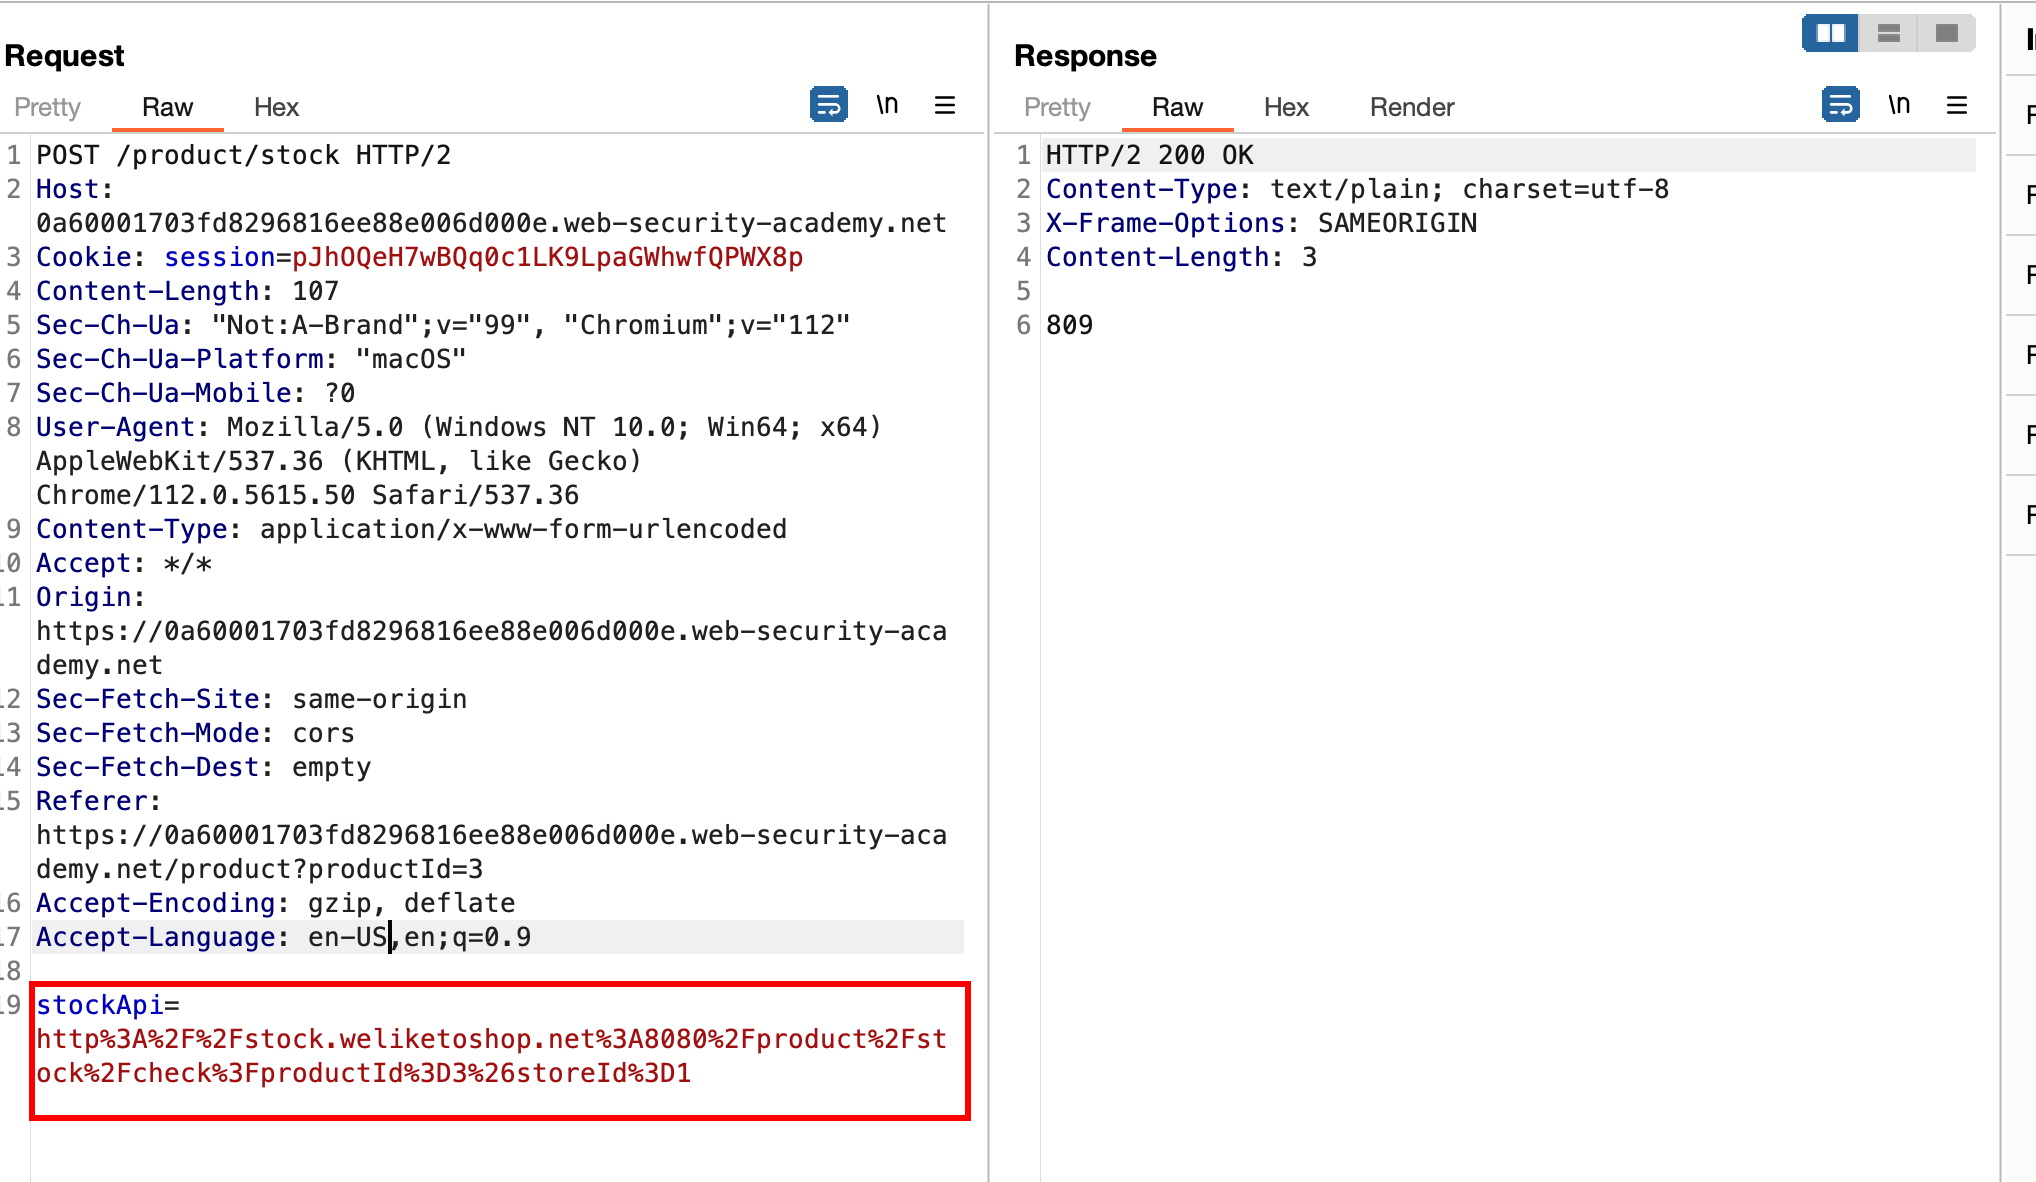 Request
Pretty Raw Hex \n
1 POST /product/stock HTTP/2
2 Host:
0a60001703fd8296816ee88e006d000e.web-security-academy.net
3 Cookie: session=pJhOQeH7wBQq0c1LK9LpaGWhwfQPWX8p
4 Content-Length: 107
5 Sec-Ch-Ua: "Not:A-Brand";v="99", "Chromium";v="112"
6 Sec-Ch-Ua-Platform: "macOS"
7 Sec-Ch-Ua-Mobile: ?0
8 User-Agent: Mozilla/5.0 (Windows NT 10.0; Win64; x64)
AppleWebKit/537.36 (KHTML, like Gecko)
Chrome/112.0.5615.50 Safari/537.36
9 Content-Type: application/x-www-form-urlencoded
10 Accept: */*
11 Origin:
https://0a60001703fd8296816ee88e006d000e.web-security-aca
demy.net
12 Sec-Fetch-Site: same-origin
13 Sec-Fetch-Mode: cors
14 Sec-Fetch-Dest: empty
15 Referer:
https://0a60001703fd8296816ee88e006d000e.web-security-aca
demy.net/product?productId=3
16 Accept-Encoding: gzip, deflate
17 Accept-Language: en-US,en;q=0.9
18
19 stockApi=
http%3A%2F%2Fstock.weliketoshop.net%3A8080%2Fproduct%2Fst
ock%2Fcheck%3FproductId%3D3%26storeId%3D1
Response
Pretty Raw Hex Render \n
1 HTTP/2 200 OK
2 Content-Type: text/plain; charset=utf-8
3 X-Frame-Options: SAMEORIGIN
4 Content-Length: 3
5
6 809